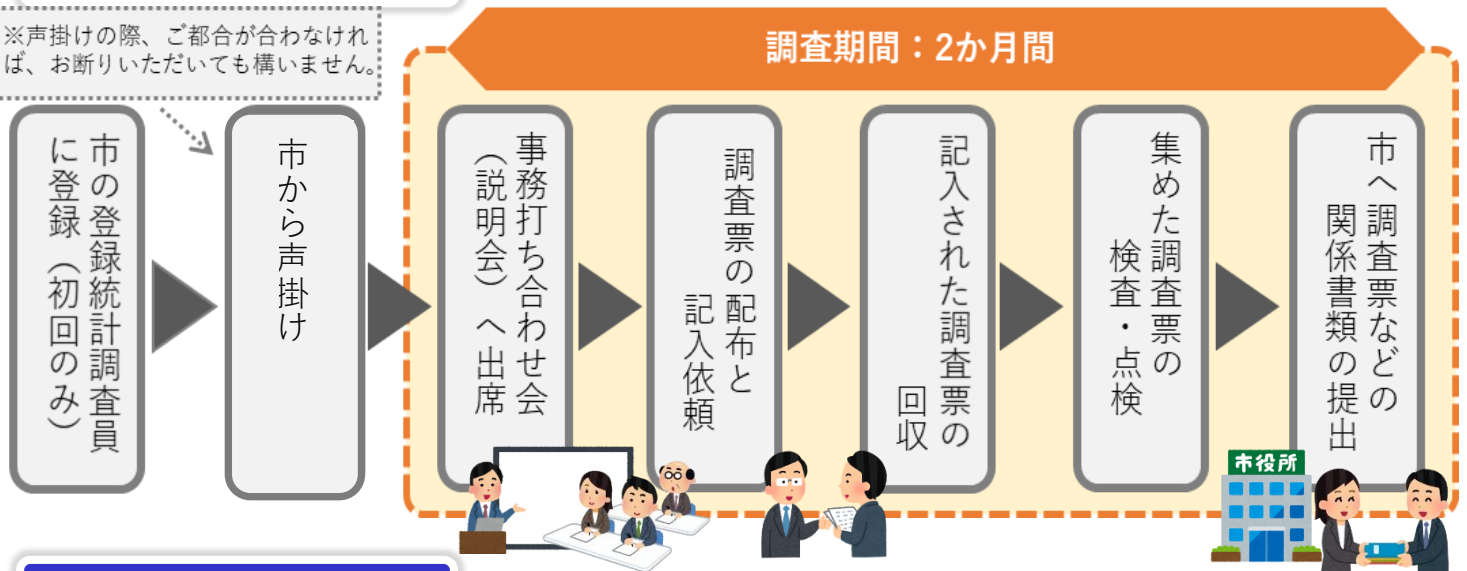 ※声掛けの際、ご都合が合わなけれ
ば、お断りいただいても構いません。
調査期間：2か月間
市の登録統計調査員
に登録（初回のみ）
市から声掛け
事務打ち合わせ会
（説明会）へ出席
調査票の配布と
記入依頼
記入された調査票の
回収
集めた調査票の
検査・点検
市へ調査票などの
関係書類の提出
市役所